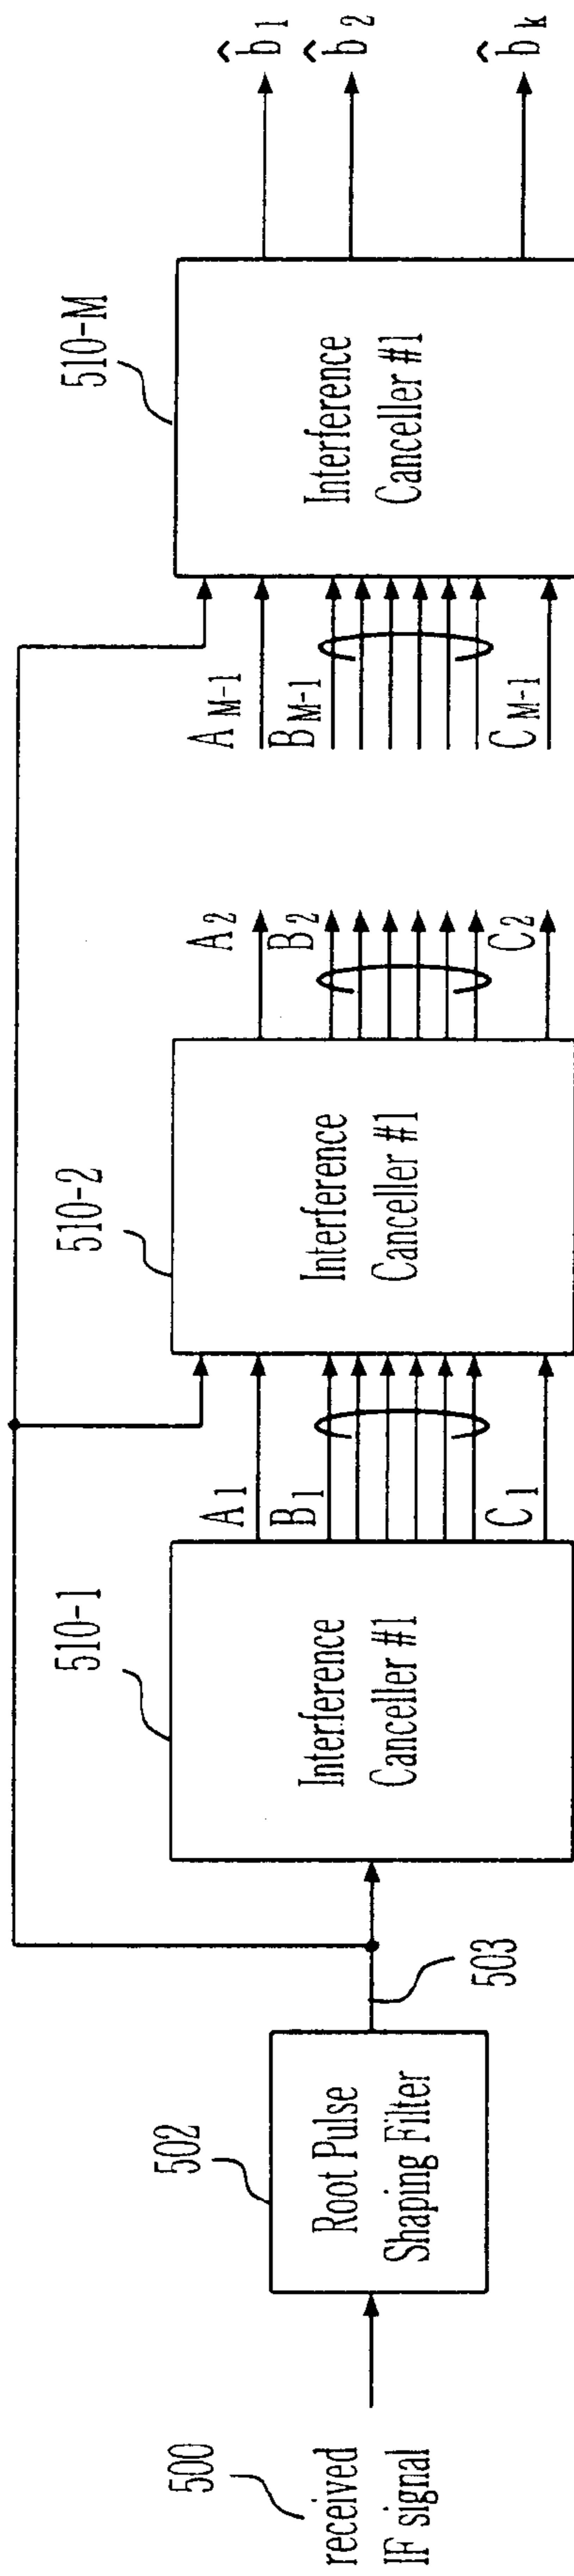 500
received
IF signal
502
Root Pulse
Shaping Filter
503
510-1
Interference
Canceller #1
A1
B1
C1
510-2
Interference
Canceller #1
A2
B2
C2
AM-1
BM-1
CM-1
510-M
Interference
Canceller #1
b̂1
b̂2
b̂k